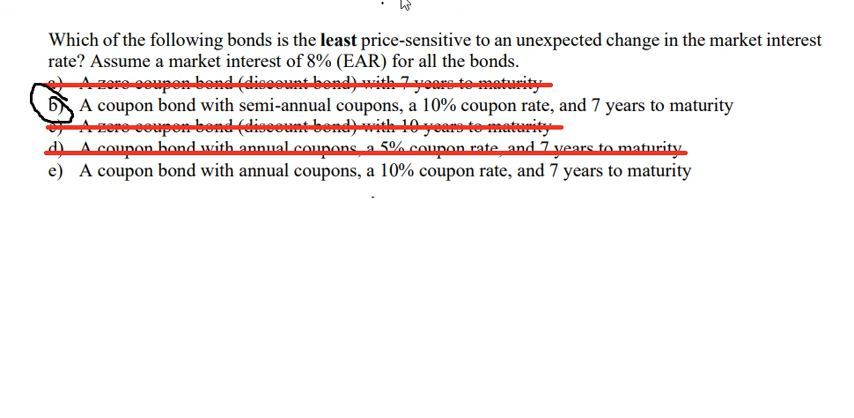 Which of the following bonds is the least price-sensitive to an unexpected change in the market interest
rate? Assume a market interest of 8% (EAR) for all the bonds.
a) A zero coupon bond (discount bond) with 7 years to maturity
b) A coupon bond with semi-annual coupons, a 10% coupon rate, and 7 years to maturity
c) A zero coupon bond (discount bond) with 10 years to maturity
d) A coupon bond with annual coupons, a 5% coupon rate, and 7 years to maturity
e) A coupon bond with annual coupons, a 10% coupon rate, and 7 years to maturity